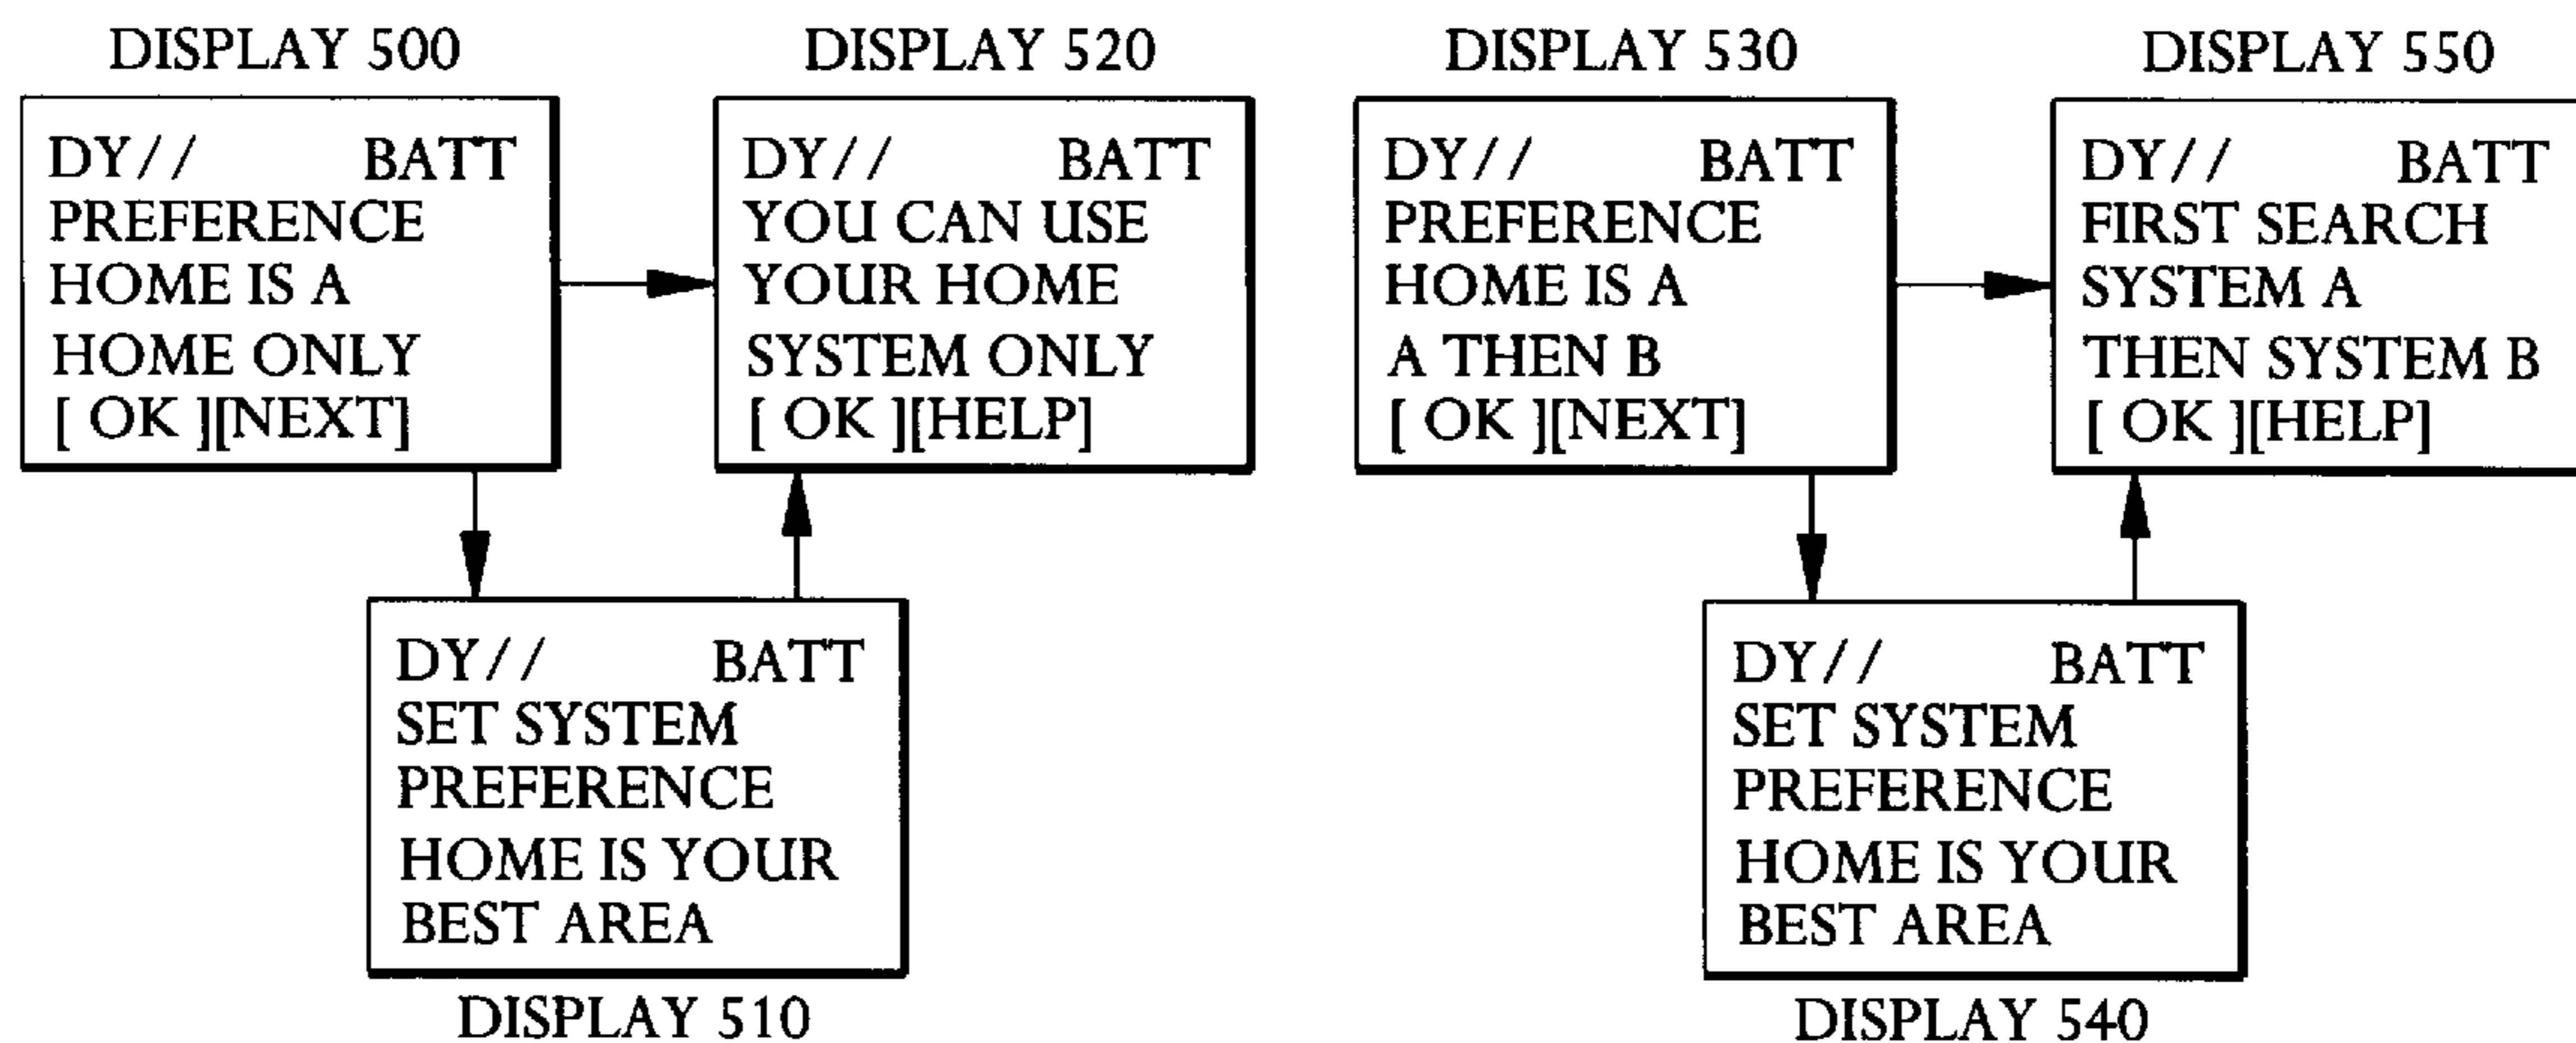 DISPLAY 500
DY// BATT
PREFERENCE
HOME IS A
HOME ONLY
[ OK ][NEXT]
DISPLAY 520
DY// BATT
YOU CAN USE
YOUR HOME
SYSTEM ONLY
[ OK ][HELP]
DY// BATT
SET SYSTEM
PREFERENCE
HOME IS YOUR
BEST AREA
DISPLAY 510
DISPLAY 530
DY// BATT
PREFERENCE
HOME IS A
A THEN B
[ OK ][NEXT]
DISPLAY 550
DY// BATT
FIRST SEARCH
SYSTEM A
THEN SYSTEM B
[ OK ][HELP]
DY// BATT
SET SYSTEM
PREFERENCE
HOME IS YOUR
BEST AREA
DISPLAY 540